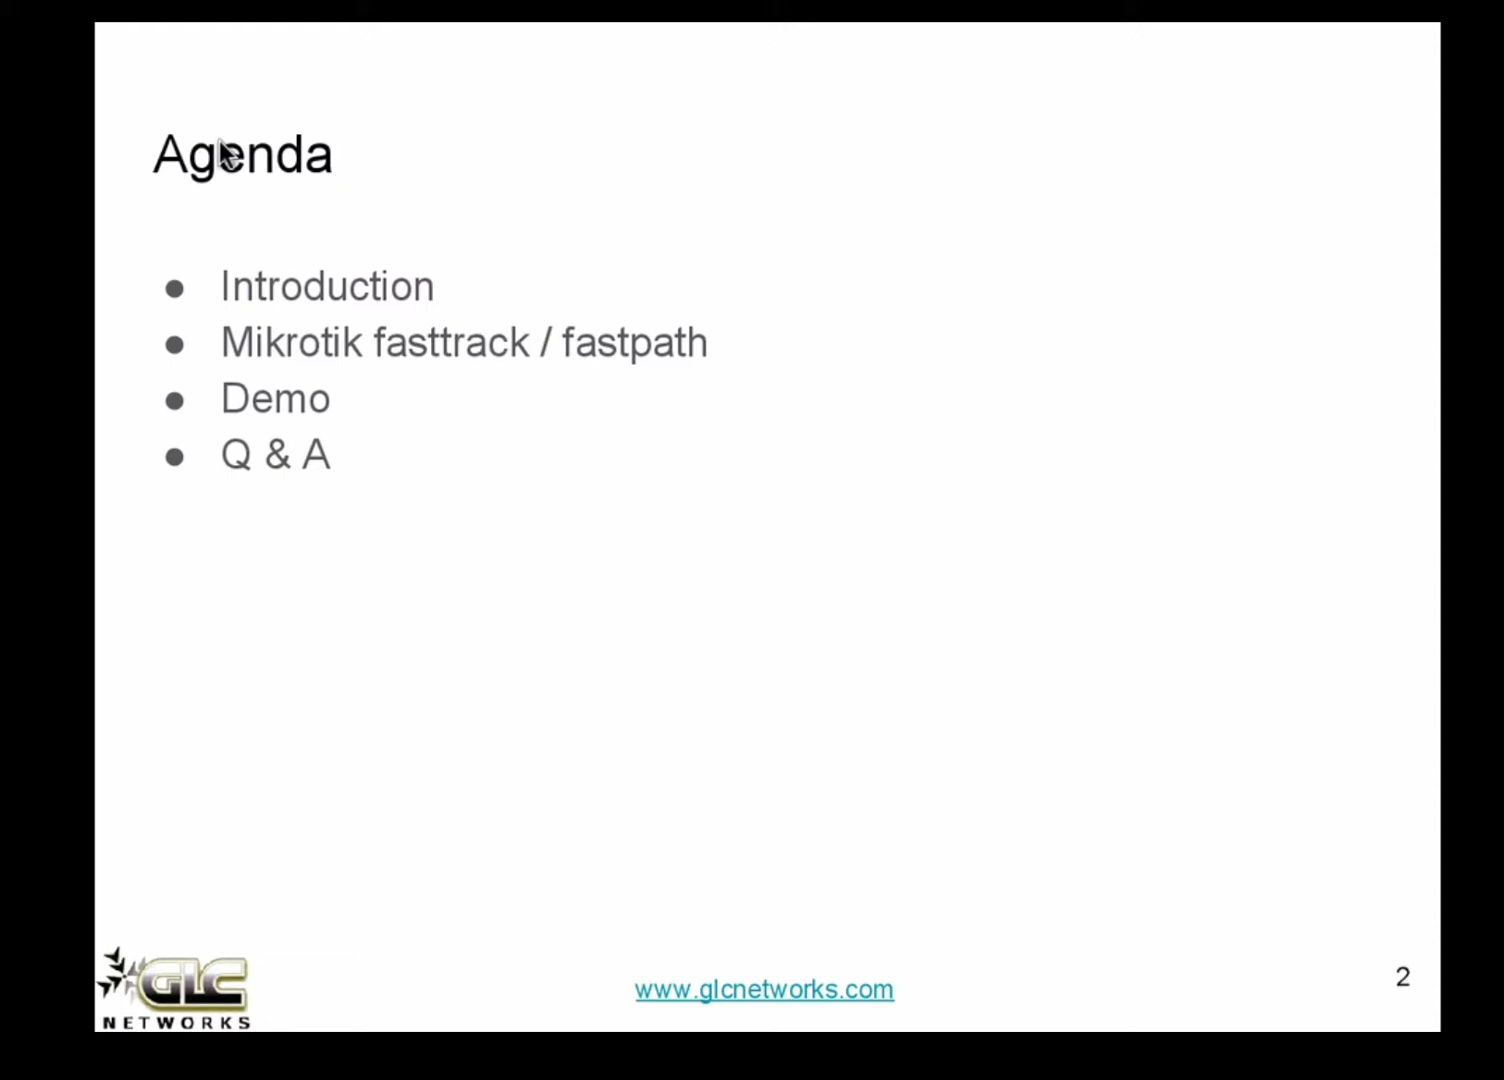 Agenda
● Introduction
● Mikrotik fasttrack / fastpath
● Demo
● Q & A
GLC
NETWORKS
www.glcnetworks.com
2